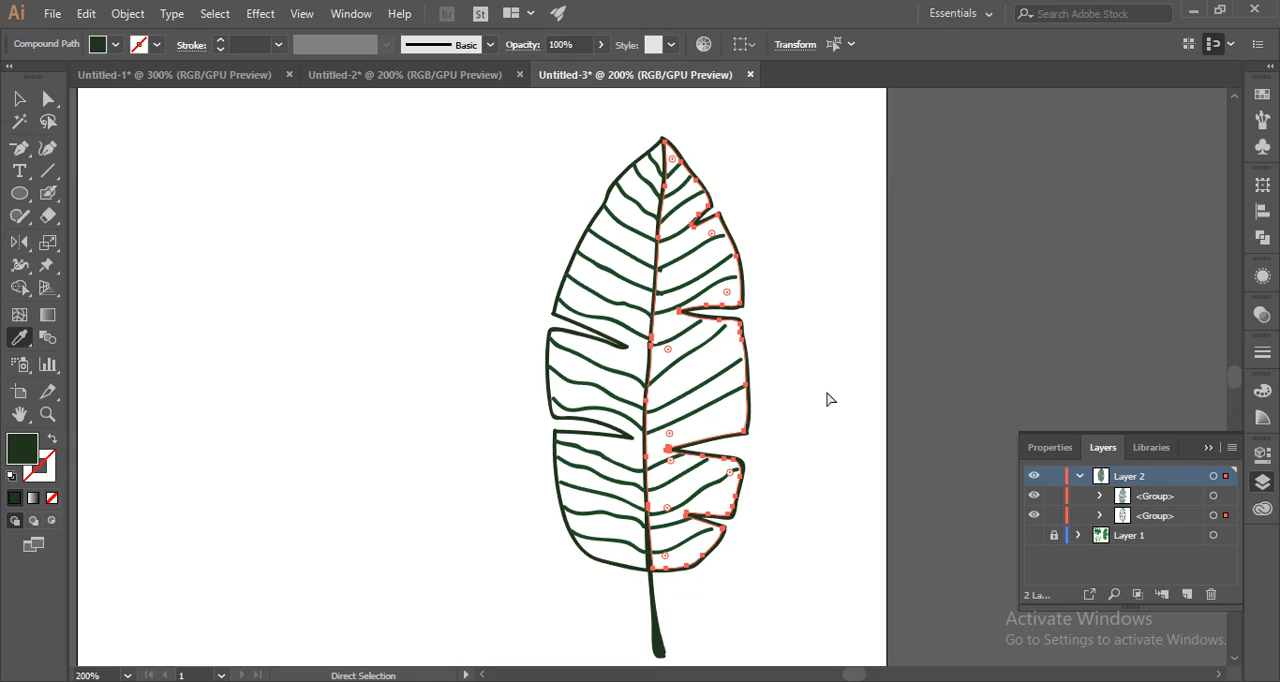 Ai File Edit Object Type Select Effect View Window Help Br St Essentials Search Adobe Stock
Compound Path Stroke: Basic Opacity: 100% Style: Transform
Untitled-1* @ 300% (RGB/GPU Preview) Untitled-2* @ 200% (RGB/GPU Preview) Untitled-3* @ 200% (RGB/GPU Preview)
Properties Layers Libraries
Layer 2
<Group>
<Group>
Layer 1
2 La...
Activate Windows
Go to Settings to activate Windows.
200% 1 Direct Selection